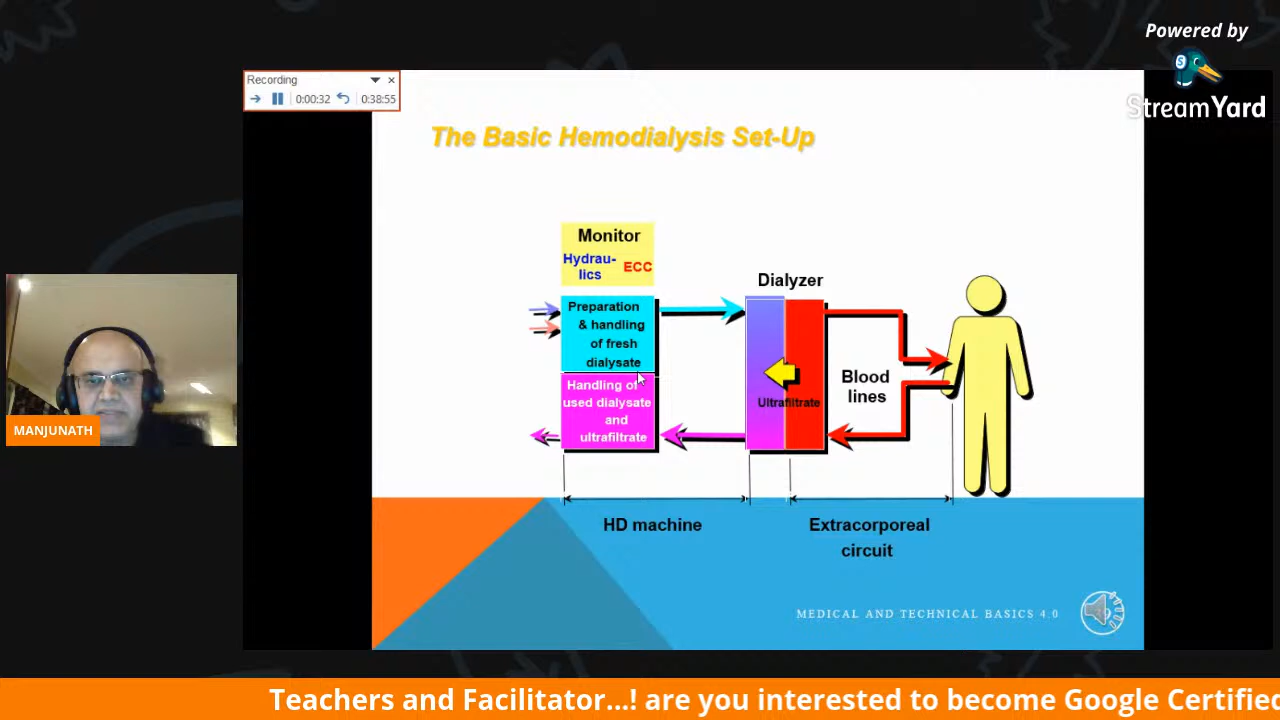 Powered by
StreamYard
Recording
0:00:32
0:38:55
The Basic Hemodialysis Set-Up
Monitor
Hydrau-
lics
ECC
Preparation
& handling
of fresh
dialysate
Handling of
used dialysate
and
ultrafiltrate
Dialyzer
Ultrafiltrate
Blood
lines
HD machine
Extracorporeal
circuit
MEDICAL AND TECHNICAL BASICS 4.0
MANJUNATH
Teachers and Facilitator...! are you interested to become Google Certified